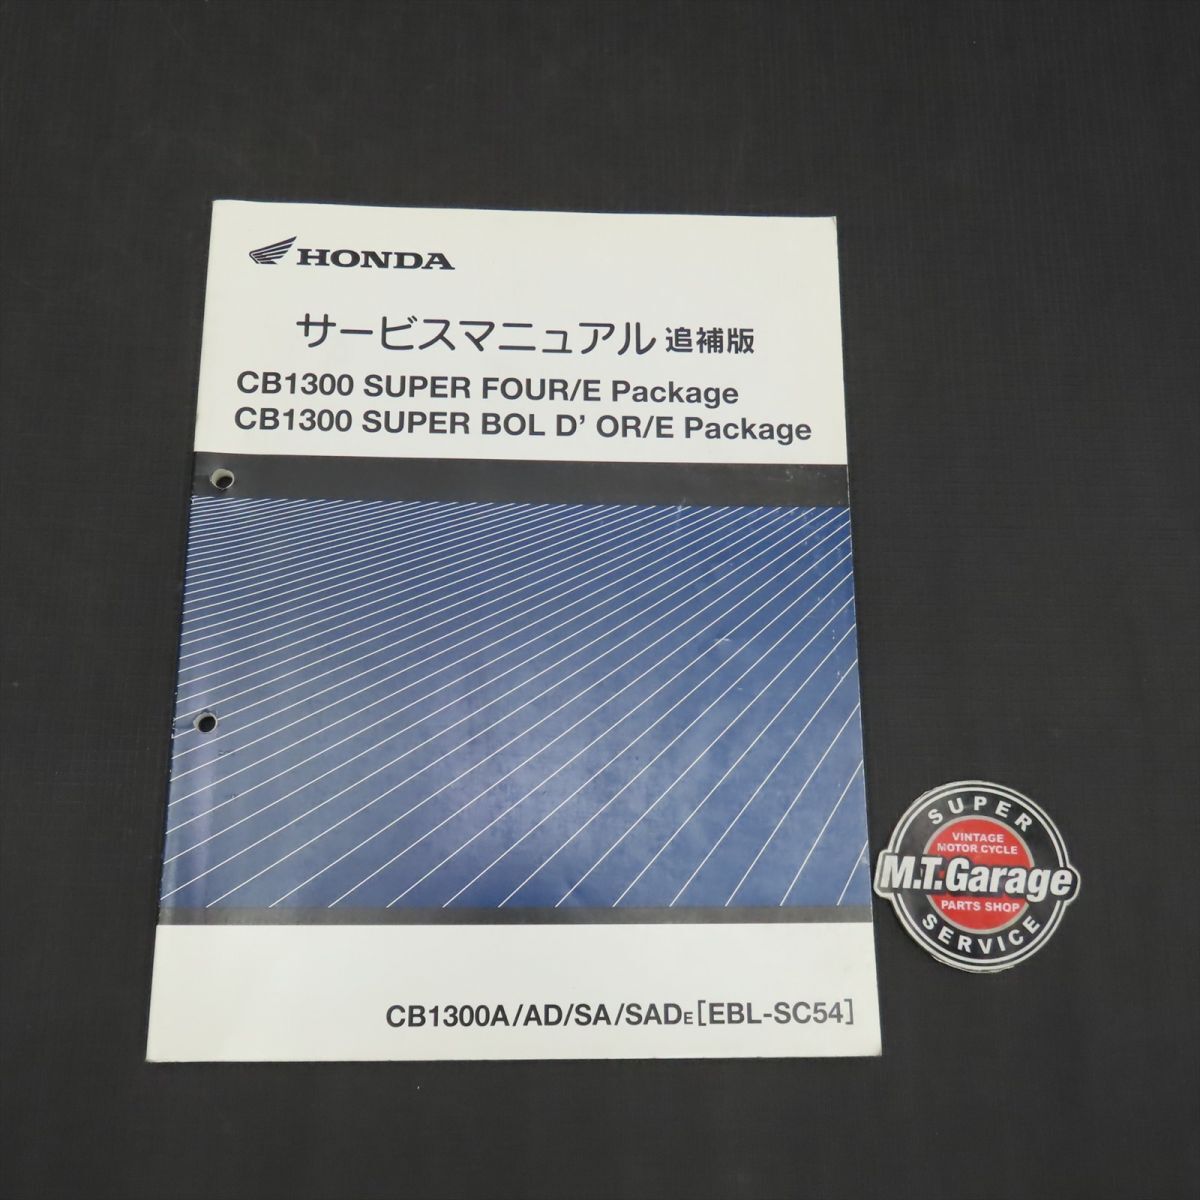 HONDA
サービスマニュアル 追補版
CB1300 SUPER FOUR/E Package
CB1300 SUPER BOL D' OR/E Package
CB1300A/AD/SA/SADE [EBL-SC54]
SUPER
VINTAGE
MOTOR CYCLE
M.T.Garage
PARTS SHOP
SERVICE